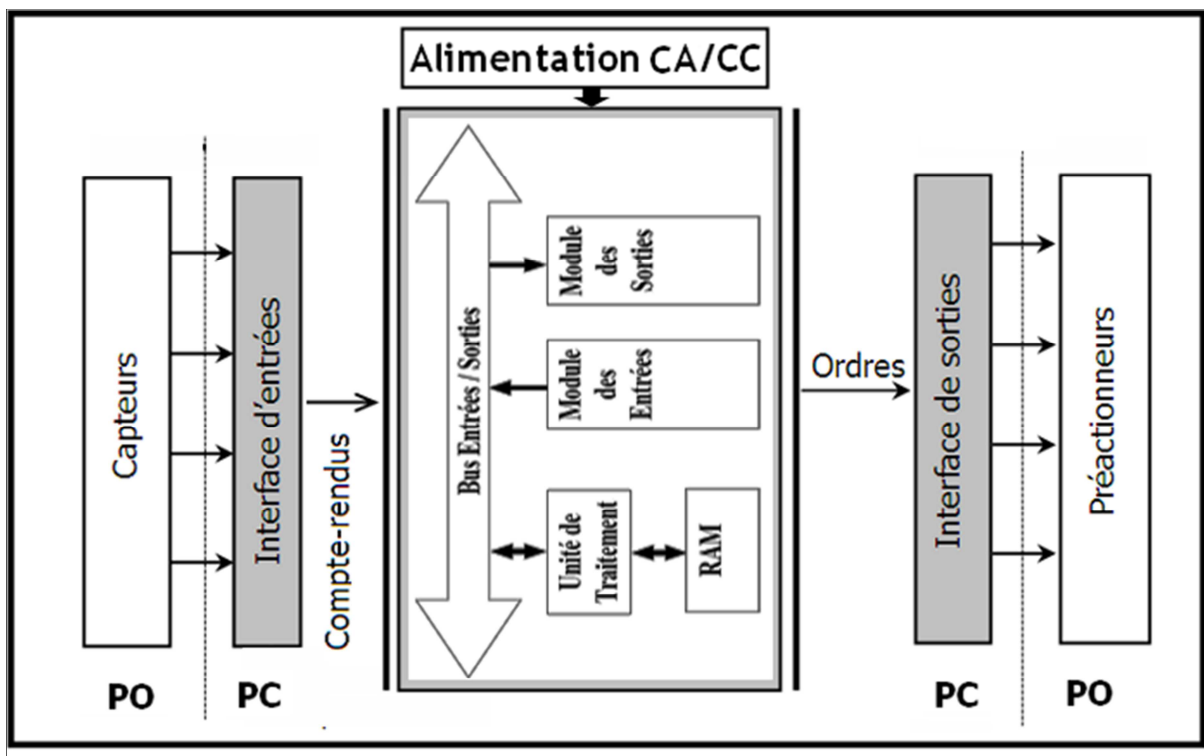 Alimentation CA/CC
Capteurs
Interface d'entrées
Compte-rendus
Bus Entrées / Sorties
Module
des
Sorties
Module
des
Entrées
Unité de
Traitement
RAM
Ordres
Interface de sorties
Préactionneurs
PO
PC
PC
PO